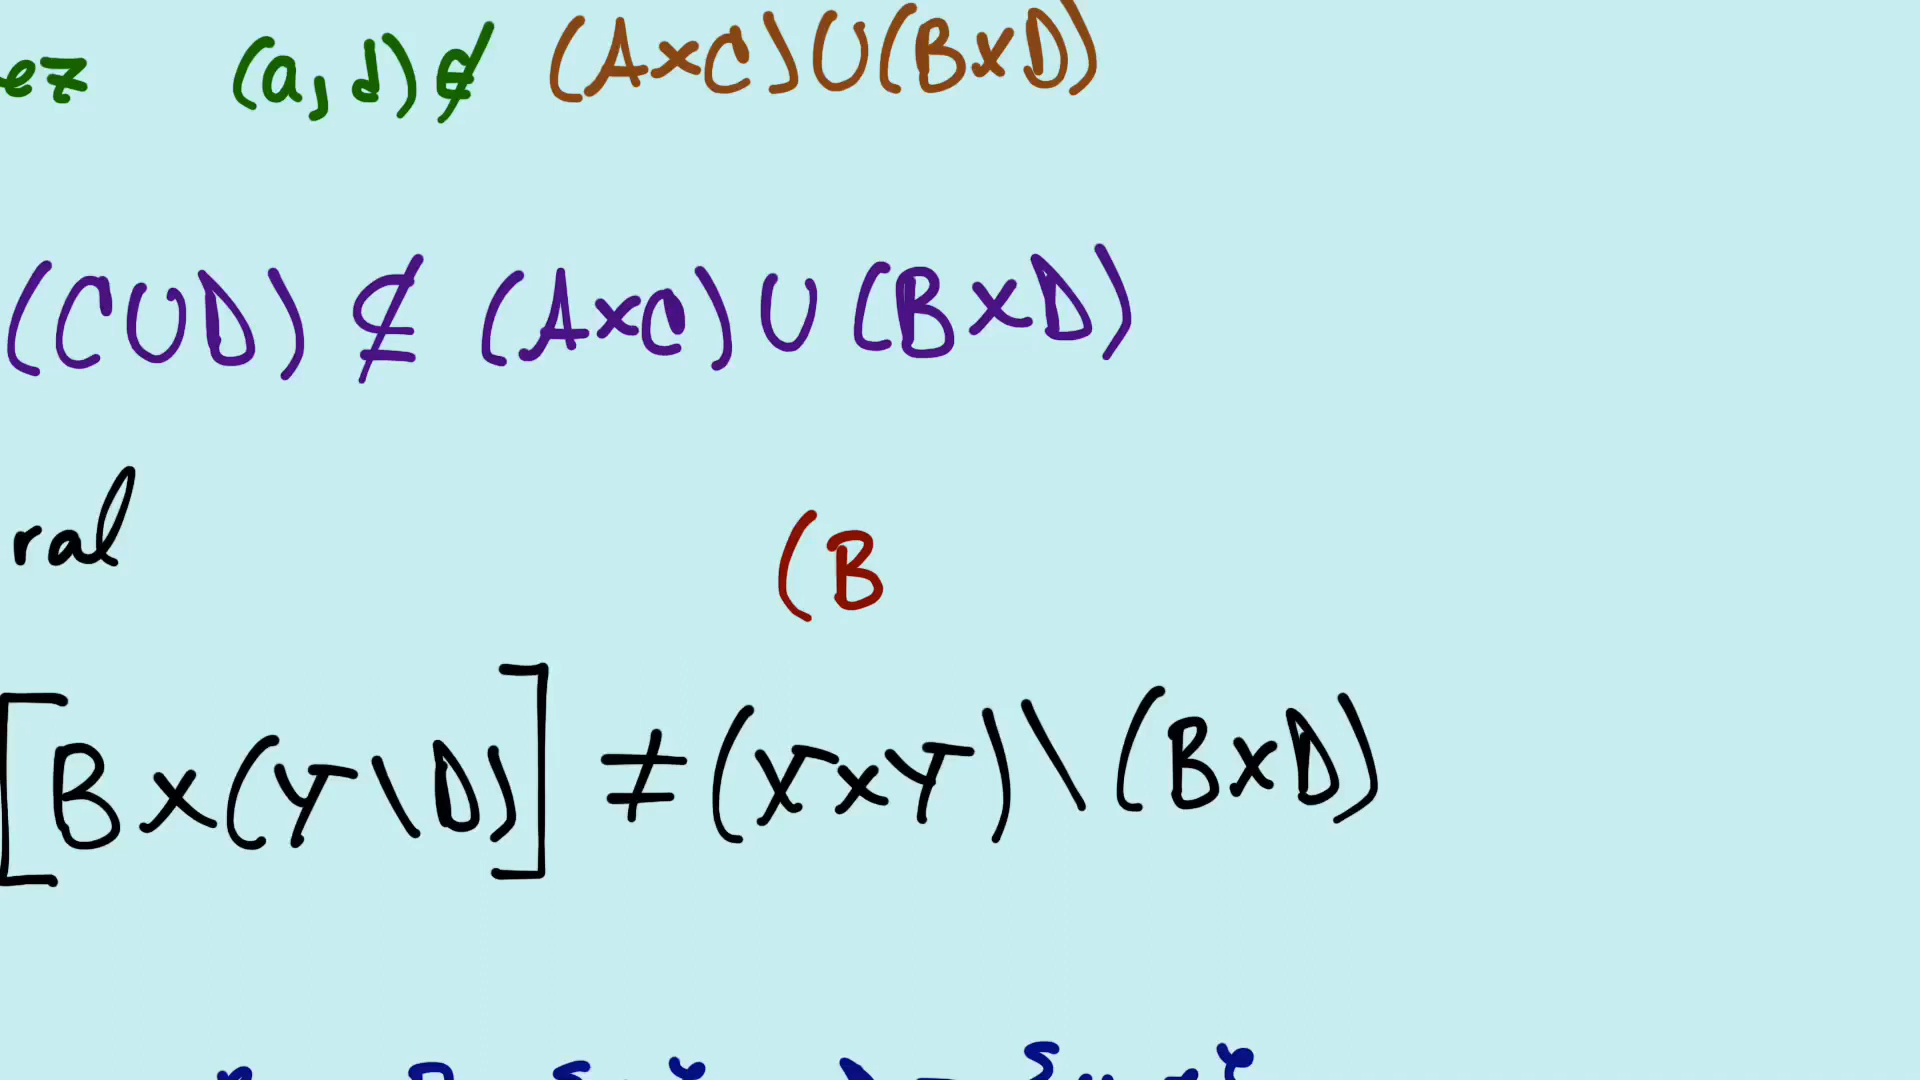 ez (a,d)∉ (A×C)∪(B×D)
(C∪D) ⊈ (A×C)∪(B×D)
ral (B
[B×(Y\D)] ≠ (X×Y)\(B×D)